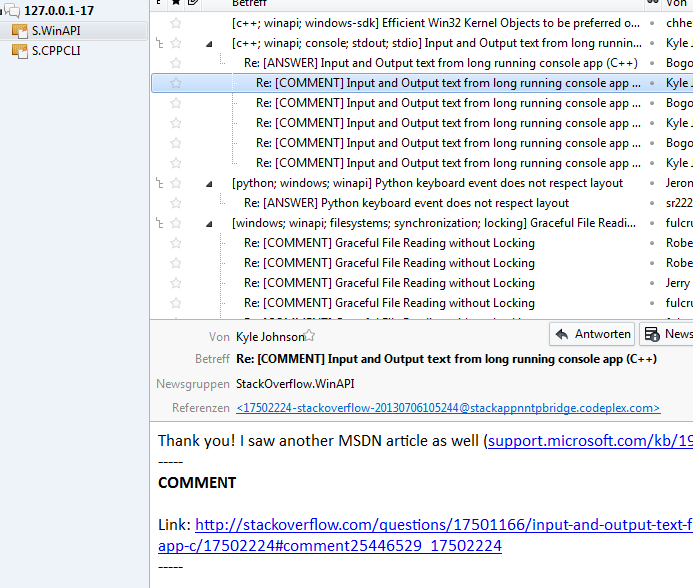 127.0.0.1-17
S.WinAPI
S.CPPCLI
Betreff Von
[c++; winapi; windows-sdk] Efficient Win32 Kernel Objects to be preferred o... chhe
[c++; winapi; console; stdout; stdio] Input and Output text from long runnin... Kyle J
Re: [ANSWER] Input and Output text from long running console app (C++) Bogo
Re: [COMMENT] Input and Output text from long running console app ... Kyle J
Re: [COMMENT] Input and Output text from long running console app ... Bogo
Re: [COMMENT] Input and Output text from long running console app ... Kyle J
Re: [COMMENT] Input and Output text from long running console app ... Bogo
Re: [COMMENT] Input and Output text from long running console app ... Kyle J
[python; windows; winapi] Python keyboard event does not respect layout Jeron
Re: [ANSWER] Python keyboard event does not respect layout sr222
[windows; winapi; filesystems; synchronization; locking] Graceful File Readi... fulcru
Re: [COMMENT] Graceful File Reading without Locking Robe
Re: [COMMENT] Graceful File Reading without Locking Robe
Re: [COMMENT] Graceful File Reading without Locking Jerry
Re: [COMMENT] Graceful File Reading without Locking fulcru
Von Kyle Johnson Antworten News
Betreff Re: [COMMENT] Input and Output text from long running console app (C++)
Newsgruppen StackOverflow.WinAPI
Referenzen <17502224-stackoverflow-20130706105244@stackappnntpbridge.codeplex.com>
Thank you! I saw another MSDN article as well (support.microsoft.com/kb/19
-----
COMMENT
Link: http://stackoverflow.com/questions/17501166/input-and-output-text-f
app-c/17502224#comment25446529_17502224
-----